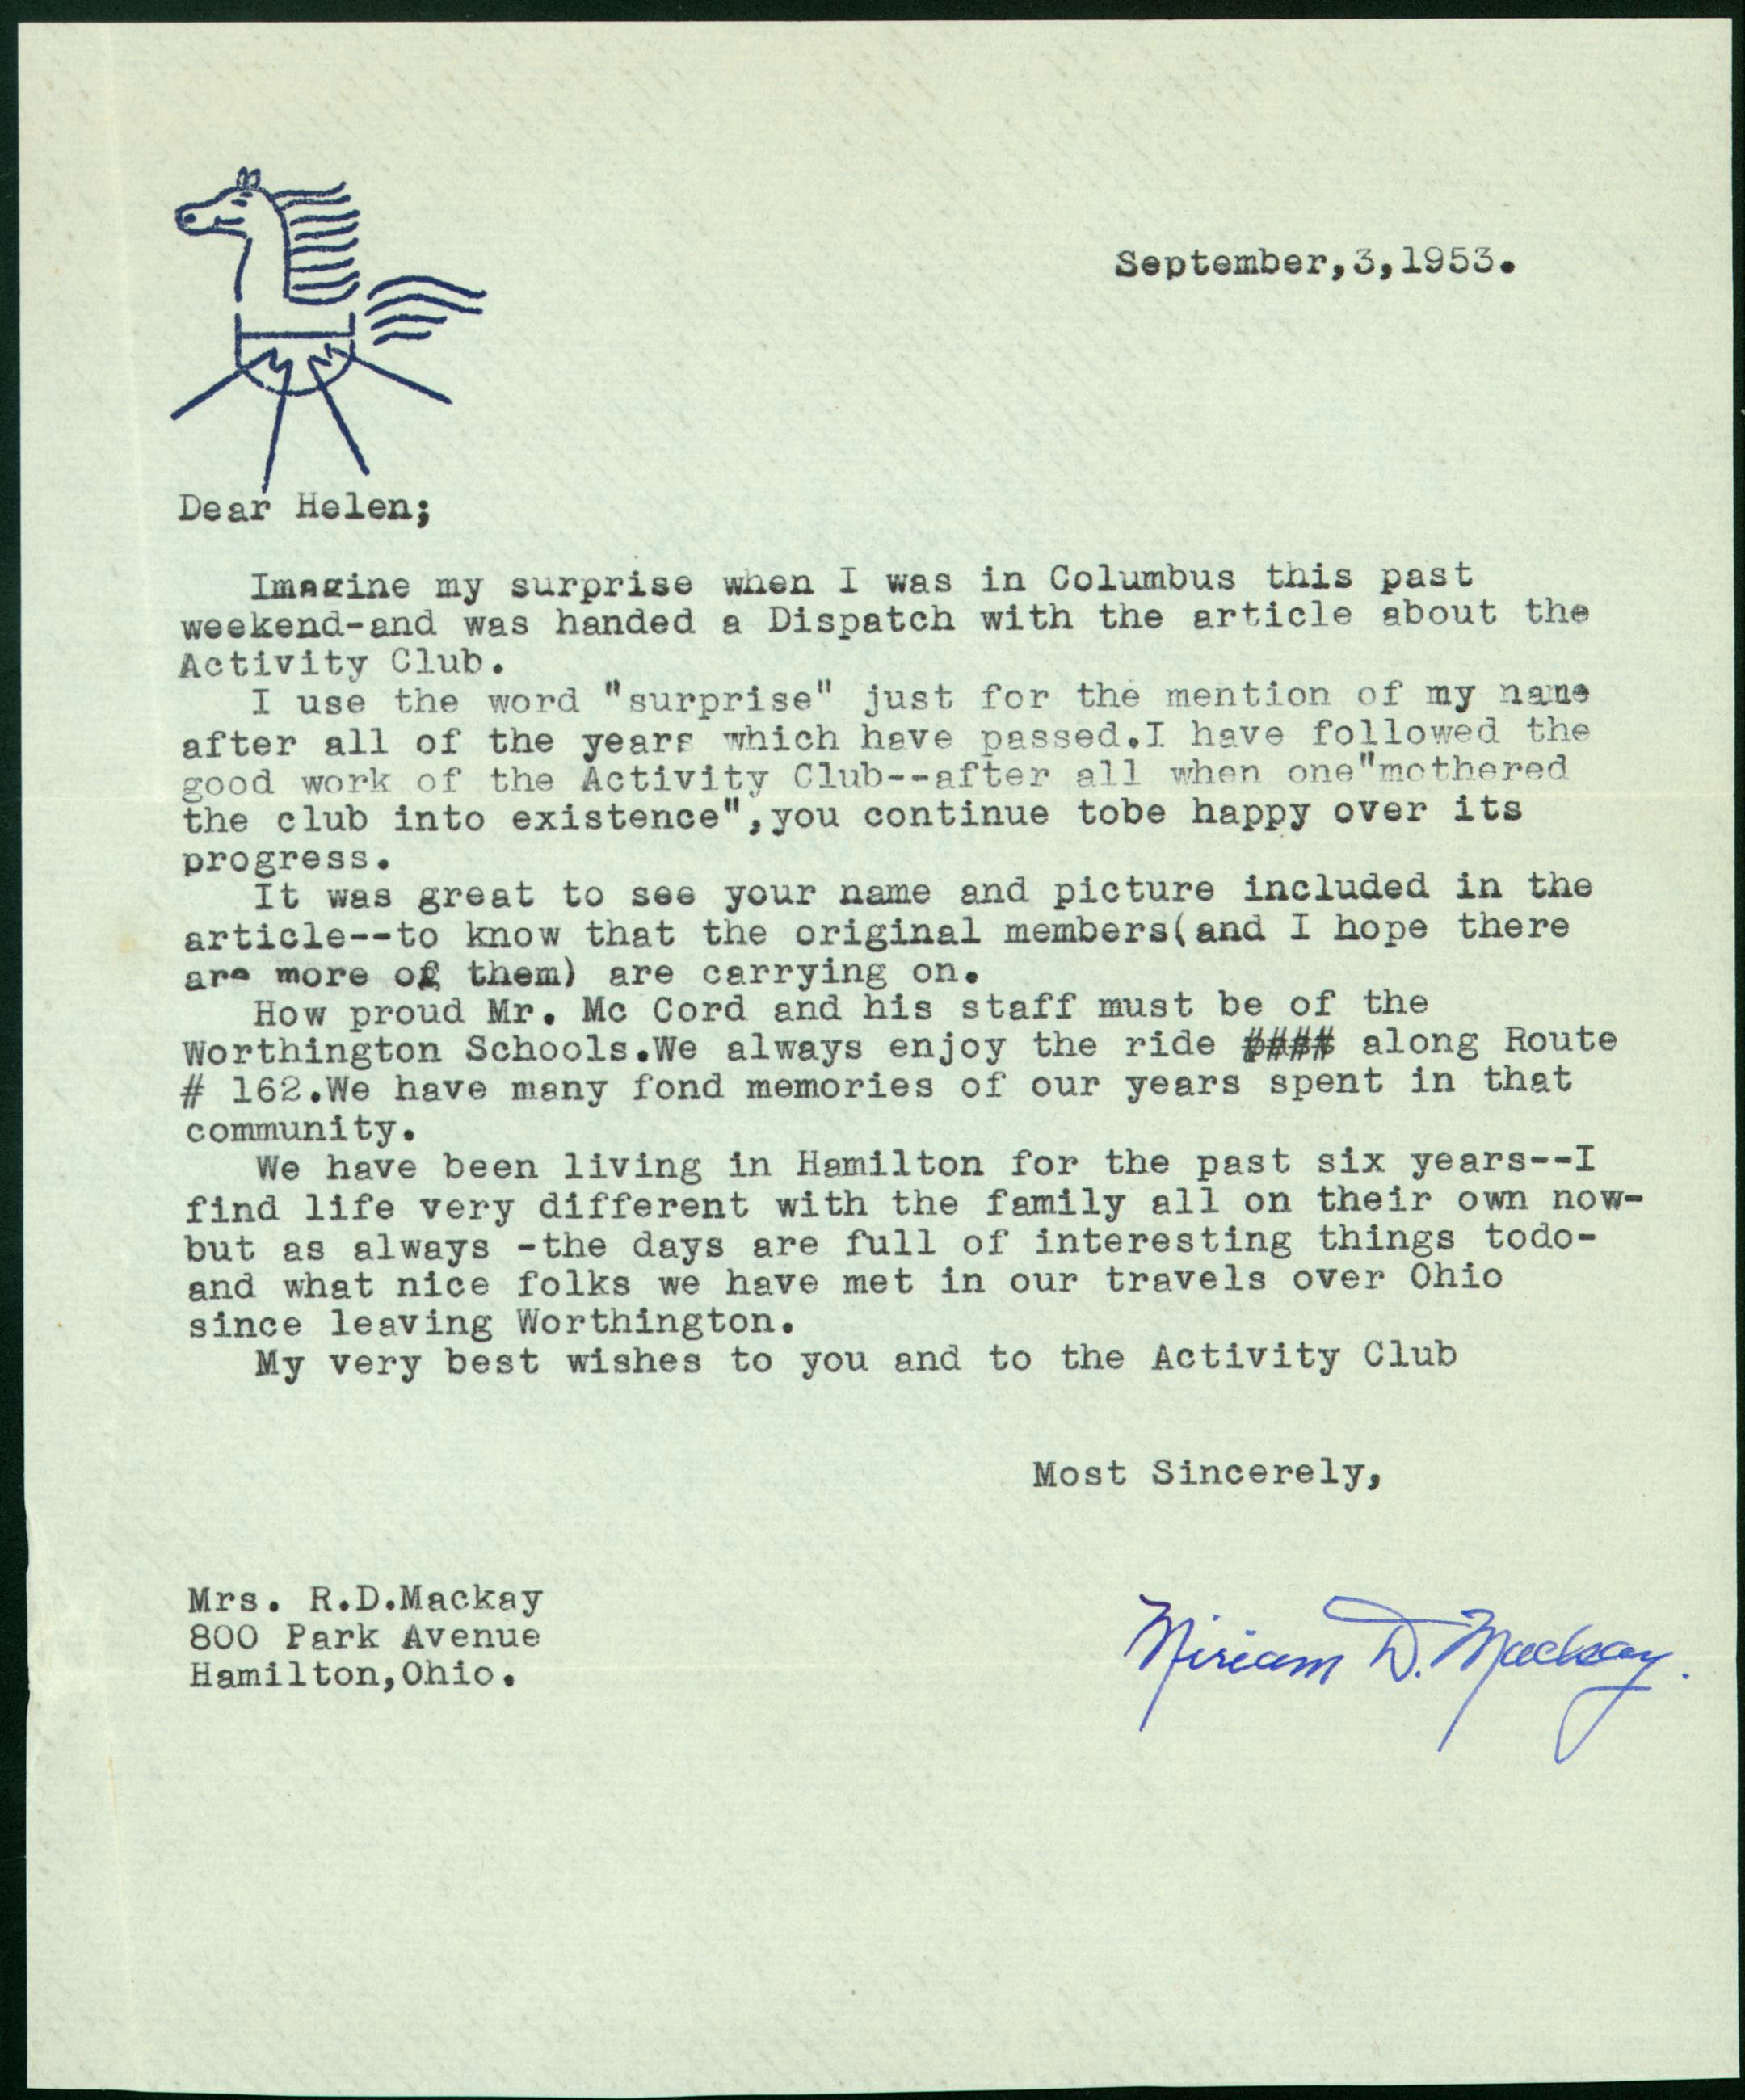 September,3,1953.
Dear Helen;
Imagine my surprise when I was in Columbus this past
weekend-and was handed a Dispatch with the article about the
Activity Club.
I use the word "surprise" just for the mention of my name
after all of the years which have passed.I have followed the
good work of the Activity Club--after all when one"mothered
the club into existence",you continue tobe happy over its
progress.
It was great to see your name and picture included in the
article--to know that the original members(and I hope there
are more of them) are carrying on.
How proud Mr. Mc Cord and his staff must be of the
Worthington Schools.We always enjoy the ride #### along Route
# 162.We have many fond memories of our years spent in that
community.
We have been living in Hamilton for the past six years--I
find life very different with the family all on their own now-
but as always -the days are full of interesting things todo-
and what nice folks we have met in our travels over Ohio
since leaving Worthington.
My very best wishes to you and to the Activity Club
Most Sincerely,
Mrs. R.D.Mackay
800 Park Avenue
Hamilton,Ohio.
Miriam D. Mackay.